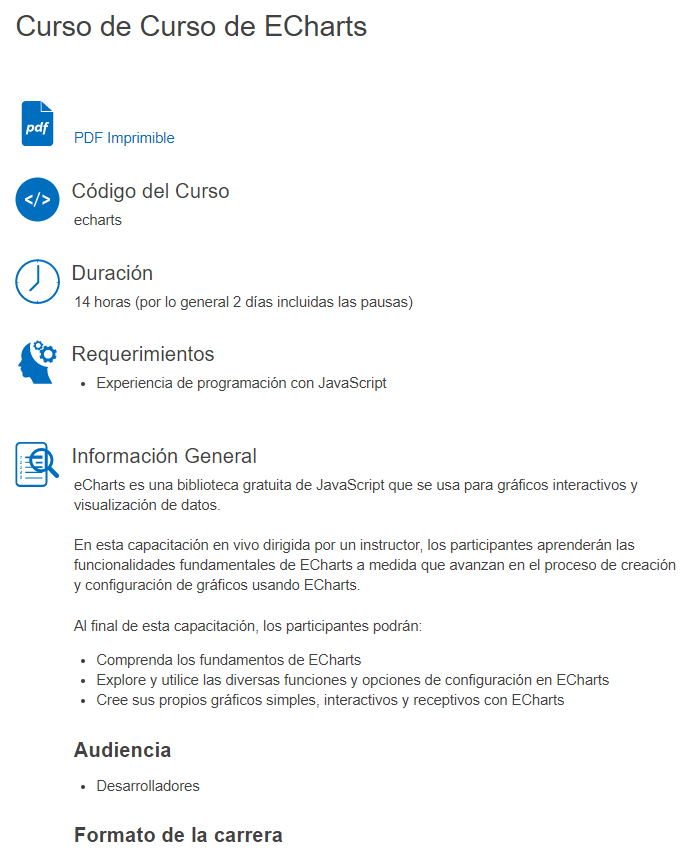 Curso de Curso de ECharts
pdf
PDF Imprimible
</>
Código del Curso
echarts
Duración
14 horas (por lo general 2 días incluidas las pausas)
Requerimientos
• Experiencia de programación con JavaScript
Información General
eCharts es una biblioteca gratuita de JavaScript que se usa para gráficos interactivos y
visualización de datos.
En esta capacitación en vivo dirigida por un instructor, los participantes aprenderán las
funcionalidades fundamentales de ECharts a medida que avanzan en el proceso de creación
y configuración de gráficos usando ECharts.
Al final de esta capacitación, los participantes podrán:
• Comprenda los fundamentos de ECharts
• Explore y utilice las diversas funciones y opciones de configuración en ECharts
• Cree sus propios gráficos simples, interactivos y receptivos con ECharts
Audiencia
• Desarrolladores
Formato de la carrera